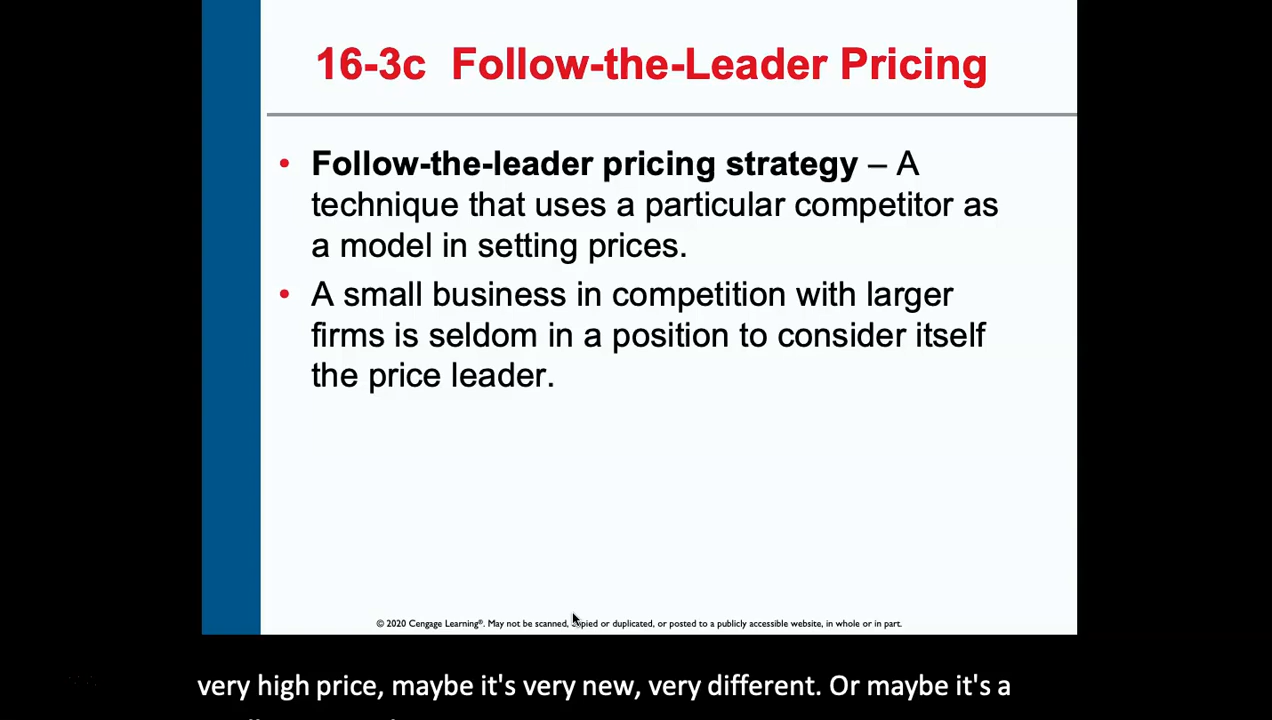 16-3c Follow-the-Leader Pricing
• Follow-the-leader pricing strategy – A
technique that uses a particular competitor as
a model in setting prices.
• A small business in competition with larger
firms is seldom in a position to consider itself
the price leader.
© 2020 Cengage Learning®. May not be scanned, copied or duplicated, or posted to a publicly accessible website, in whole or in part.
very high price, maybe it's very new, very different. Or maybe it's a